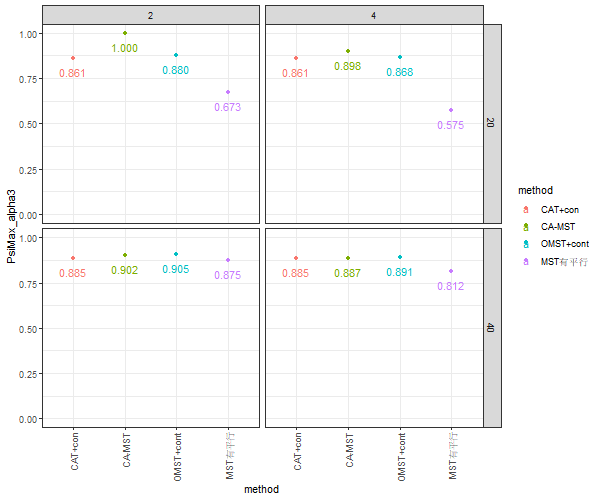 2
4
1.00
0.75
0.50
0.25
0.00
0.861
1.000
0.880
0.673
0.861
0.898
0.868
0.575
20
1.00
0.75
0.50
0.25
0.00
0.885
0.902
0.905
0.875
0.885
0.887
0.891
0.812
40
PsiMax_alpha3
CAT+con
CA-MST
OMST+cont
MST有平行
CAT+con
CA-MST
OMST+cont
MST有平行
method
method
a CAT+con
a CA-MST
a OMST+cont
a MST有平行